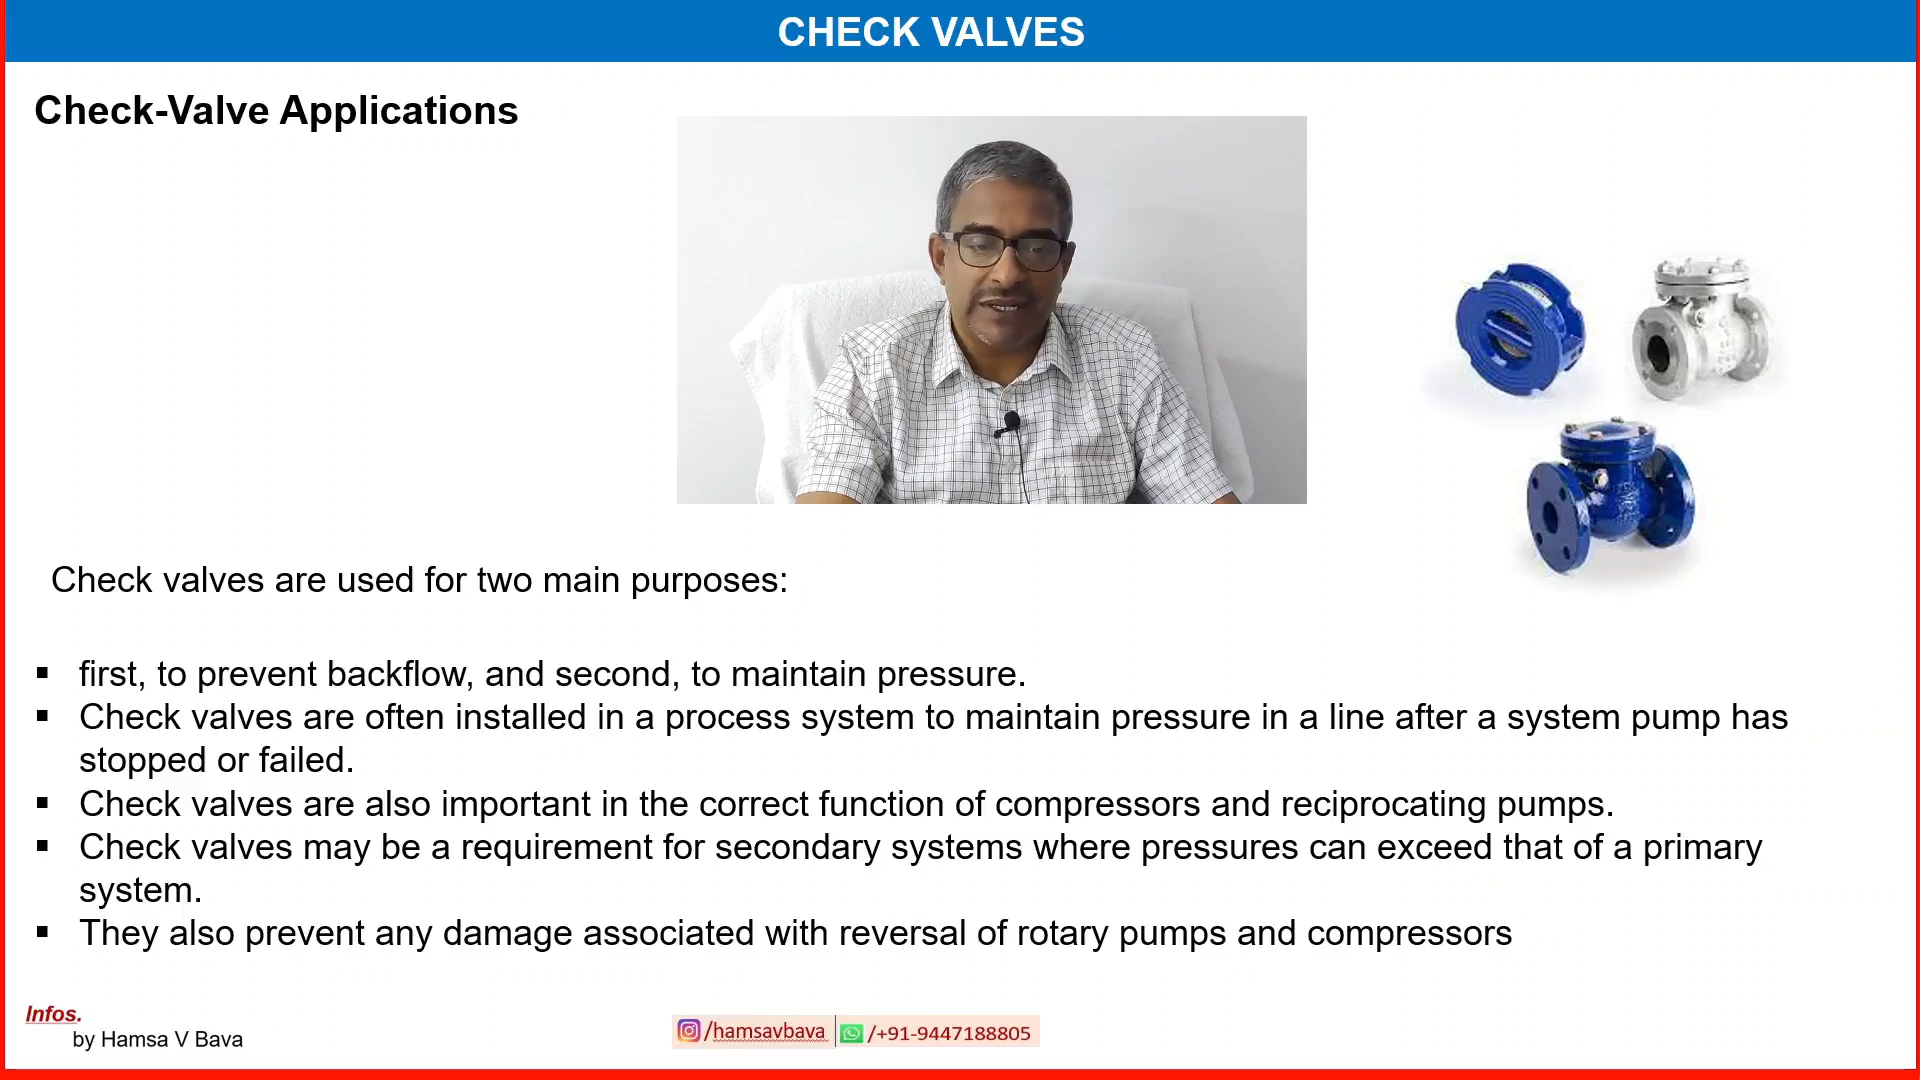 CHECK VALVES
Check-Valve Applications
Check valves are used for two main purposes:
▪ first, to prevent backflow, and second, to maintain pressure.
▪ Check valves are often installed in a process system to maintain pressure in a line after a system pump has
stopped or failed.
▪ Check valves are also important in the correct function of compressors and reciprocating pumps.
▪ Check valves may be a requirement for secondary systems where pressures can exceed that of a primary
system.
▪ They also prevent any damage associated with reversal of rotary pumps and compressors
Infos.
by Hamsa V Bava
/hamsavbava
/+91-9447188805